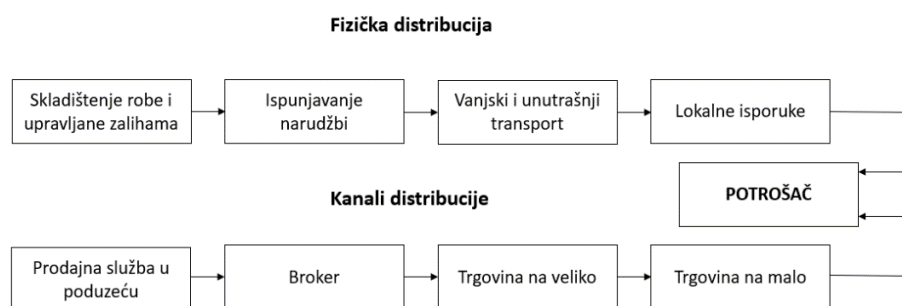 Fizička distribucija
Skladištenje robe i
upravljane zalihama
Ispunjavanje
narudžbi
Vanjski i unutrašnji
transport
Lokalne isporuke
POTROŠAČ
Kanali distribucije
Prodajna služba u
poduzeću
Broker
Trgovina na veliko
Trgovina na malo